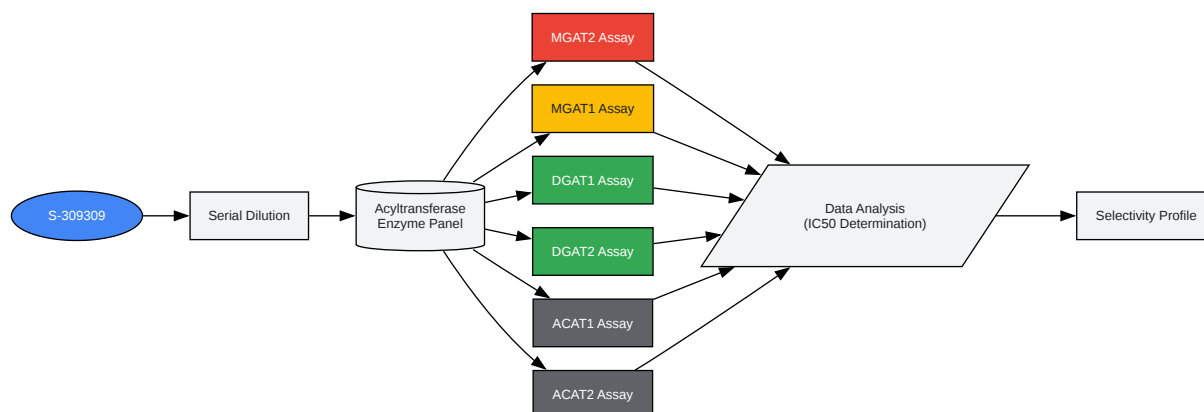 S-309309
Serial Dilution
Acyltransferase
Enzyme Panel
MGAT2 Assay
MGAT1 Assay
DGAT1 Assay
DGAT2 Assay
ACAT1 Assay
ACAT2 Assay
Data Analysis
(IC50 Determination)
Selectivity Profile